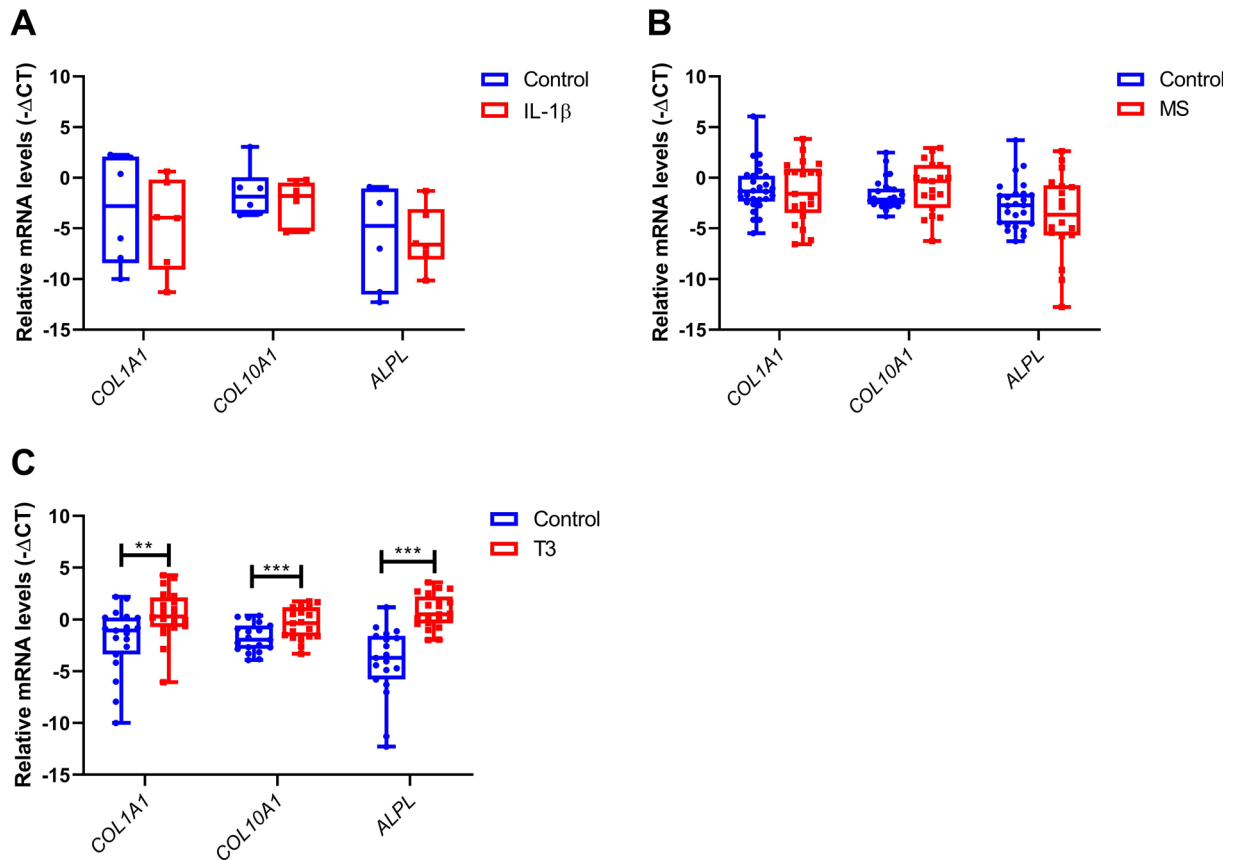 A
Relative mRNA levels (-ΔCT)
10
5
0
-5
-10
-15
COL1A1
COL10A1
ALPL
Control
IL-1β
B
Relative mRNA levels (-ΔCT)
10
5
0
-5
-10
-15
COL1A1
COL10A1
ALPL
Control
MS
C
Relative mRNA levels (-ΔCT)
10
5
0
-5
-10
-15
**
***
***
COL1A1
COL10A1
ALPL
Control
T3